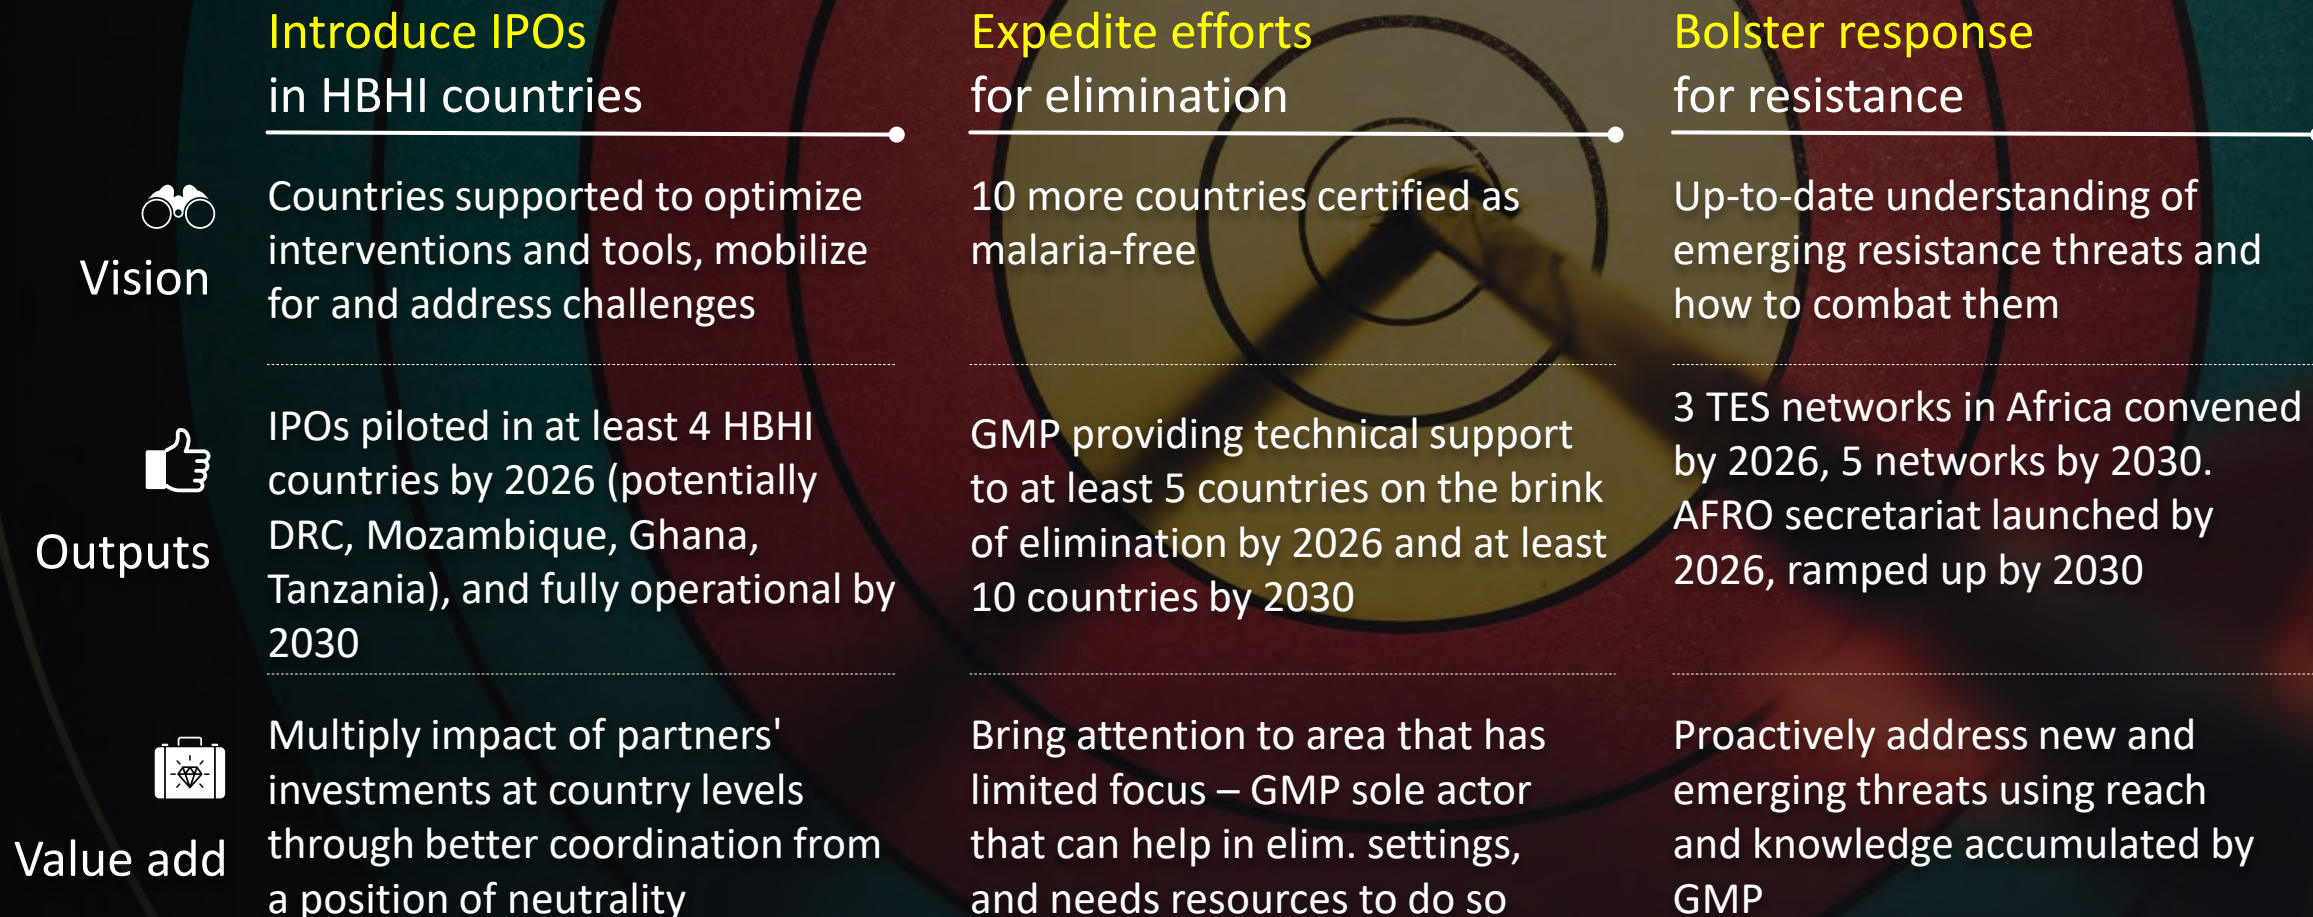 Introduce IPOs
in HBHI countries
Expedite efforts
for elimination
Bolster response
for resistance
Vision
Countries supported to optimize
interventions and tools, mobilize
for and address challenges
10 more countries certified as
malaria-free
Up-to-date understanding of
emerging resistance threats and
how to combat them
Outputs
IPOs piloted in at least 4 HBHI
countries by 2026 (potentially
DRC, Mozambique, Ghana,
Tanzania), and fully operational by
2030
GMP providing technical support
to at least 5 countries on the brink
of elimination by 2026 and at least
10 countries by 2030
3 TES networks in Africa convened
by 2026, 5 networks by 2030.
AFRO secretariat launched by
2026, ramped up by 2030
Value add
Multiply impact of partners'
investments at country levels
through better coordination from
a position of neutrality
Bring attention to area that has
limited focus – GMP sole actor
that can help in elim. settings,
and needs resources to do so
Proactively address new and
emerging threats using reach
and knowledge accumulated by
GMP